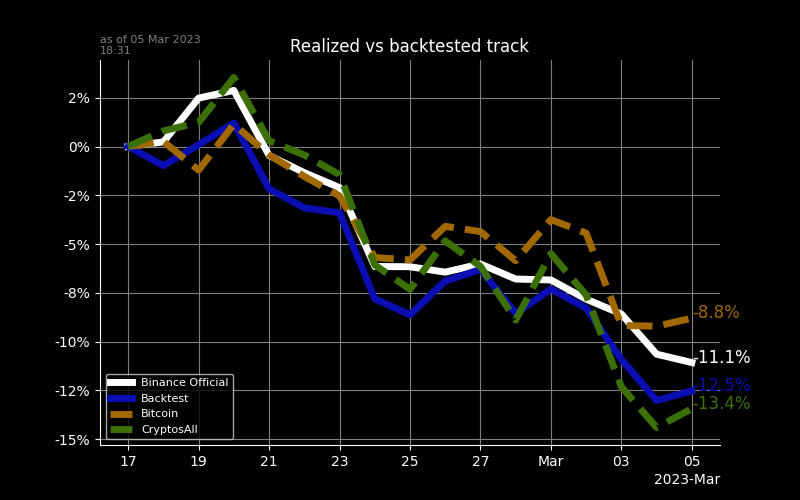 as of 05 Mar 2023
18:31
Realized vs backtested track
2%
0%
-2%
-5%
-8%
-10%
-12%
-15%
-8.8%
-11.1%
-12.5%
-13.4%
Binance Official
Backtest
Bitcoin
CryptosAll
17 19 21 23 25 27 Mar 03 05
2023-Mar